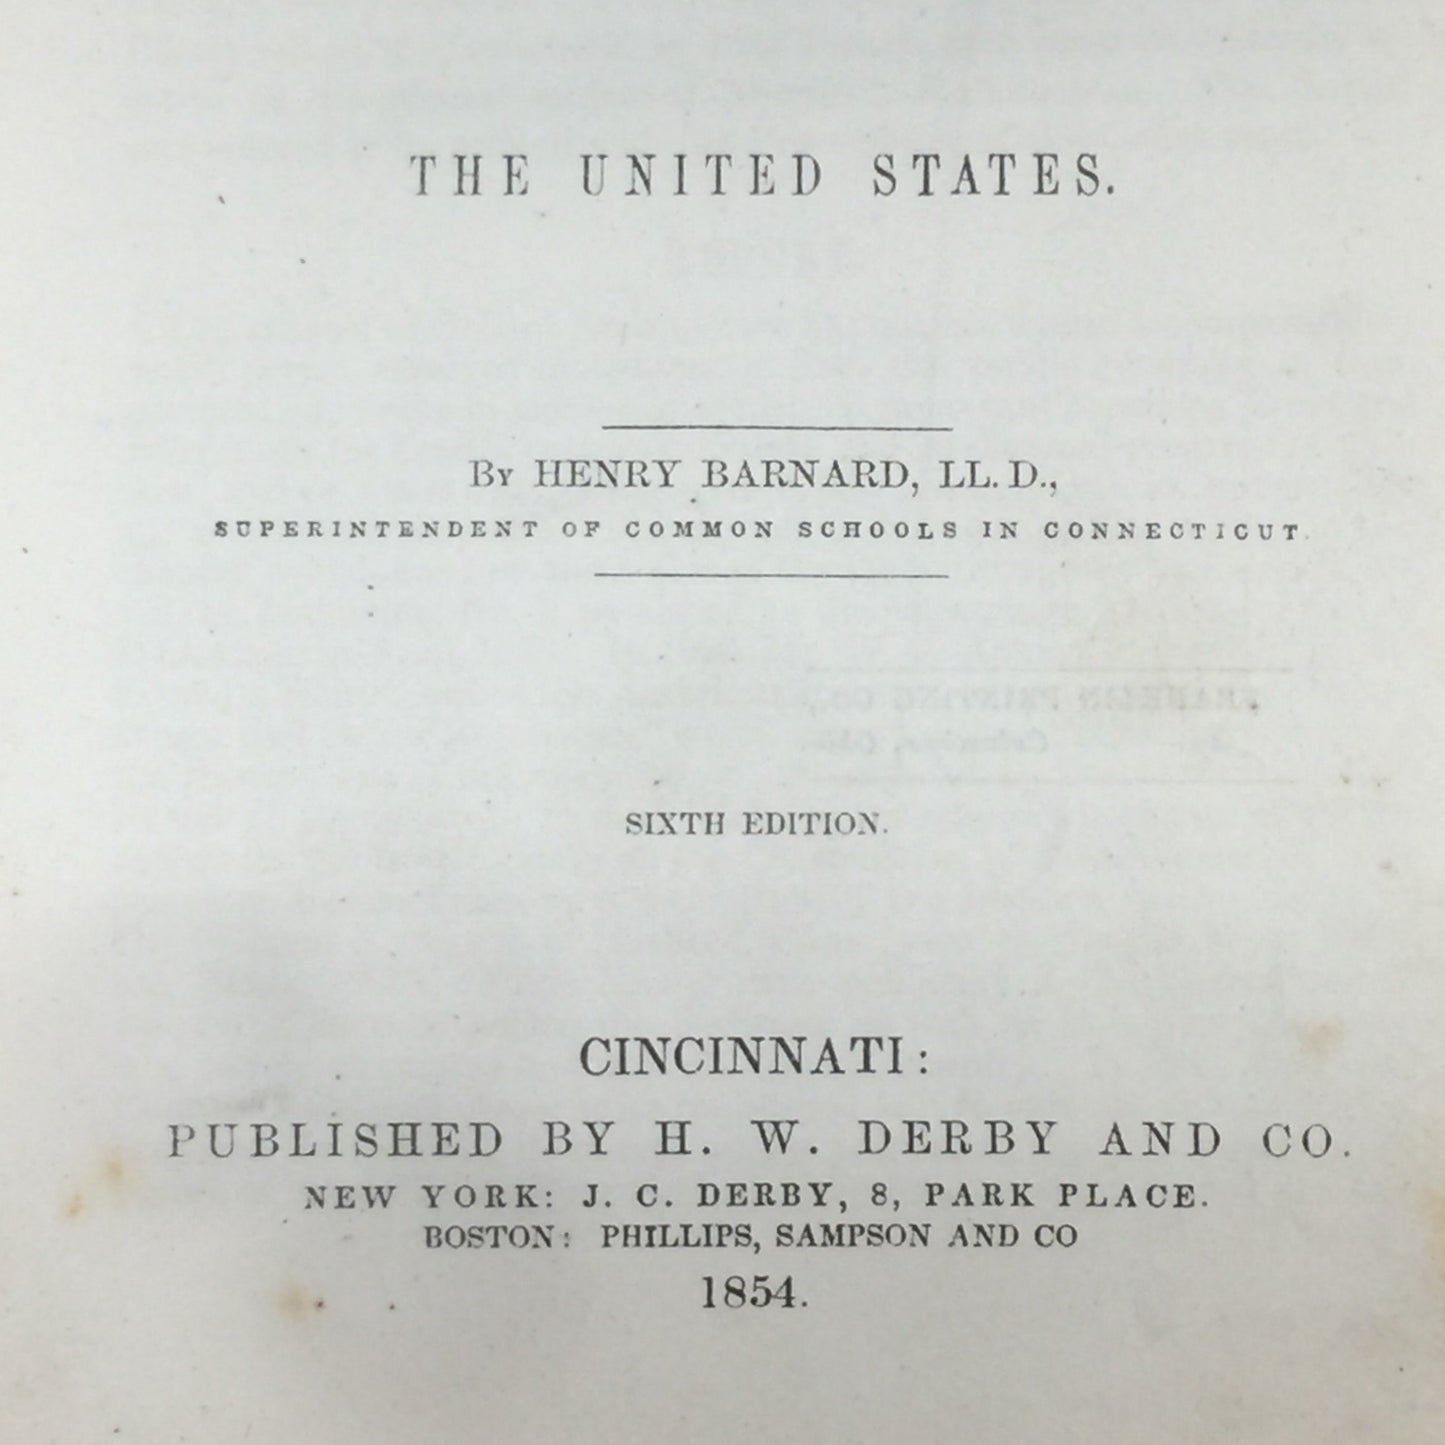 THE UNITED STATES.
By HENRY BARNARD, LL. D.,
SUPERINTENDENT OF COMMON SCHOOLS IN CONNECTICUT.
SIXTH EDITION.
CINCINNATI:
PUBLISHED BY H. W. DERBY AND CO.
NEW YORK: J. C. DERBY, 8, PARK PLACE.
BOSTON: PHILLIPS, SAMPSON AND CO
1854.